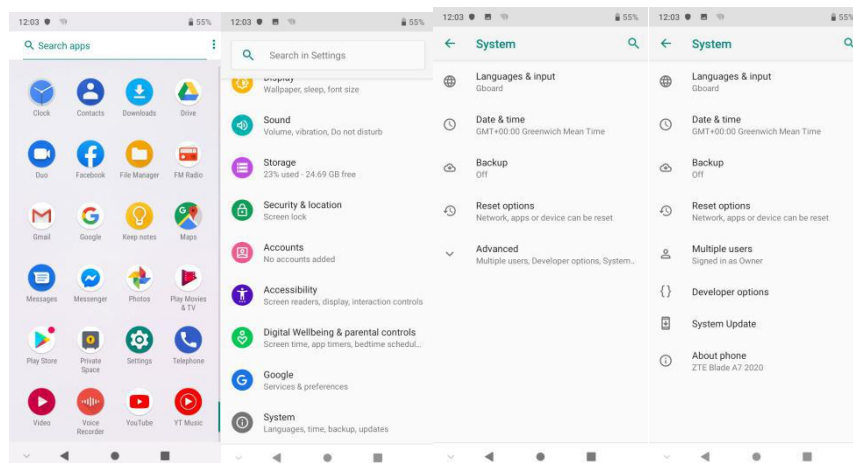 12:03
55%
Search apps
Clock
Contacts
Downloads
Drive
Duo
Facebook
File Manager
FM Radio
Gmail
Google
Keep notes
Maps
Messages
Messenger
Photos
Play Movies
& TV
Play Store
Private
Space
Settings
Telephone
Video
Voice
Recorder
YouTube
YT Music
12:03
55%
Search in Settings
Display
Wallpaper, sleep, font size
Sound
Volume, vibration, Do not disturb
Storage
23% used - 24.69 GB free
Security & location
Screen lock
Accounts
No accounts added
Accessibility
Screen readers, display, interaction controls
Digital Wellbeing & parental controls
Screen time, app timers, bedtime schedul...
Google
Services & preferences
System
Languages, time, backup, updates
12:03
55%
System
Languages & input
Gboard
Date & time
GMT+00:00 Greenwich Mean Time
Backup
Off
Reset options
Network, apps or device can be reset
Advanced
Multiple users, Developer options, System..
12:03
55%
System
Languages & input
Gboard
Date & time
GMT+00:00 Greenwich Mean Time
Backup
Off
Reset options
Network, apps or device can be reset
Multiple users
Signed in as Owner
Developer options
System Update
About phone
ZTE Blade A7 2020